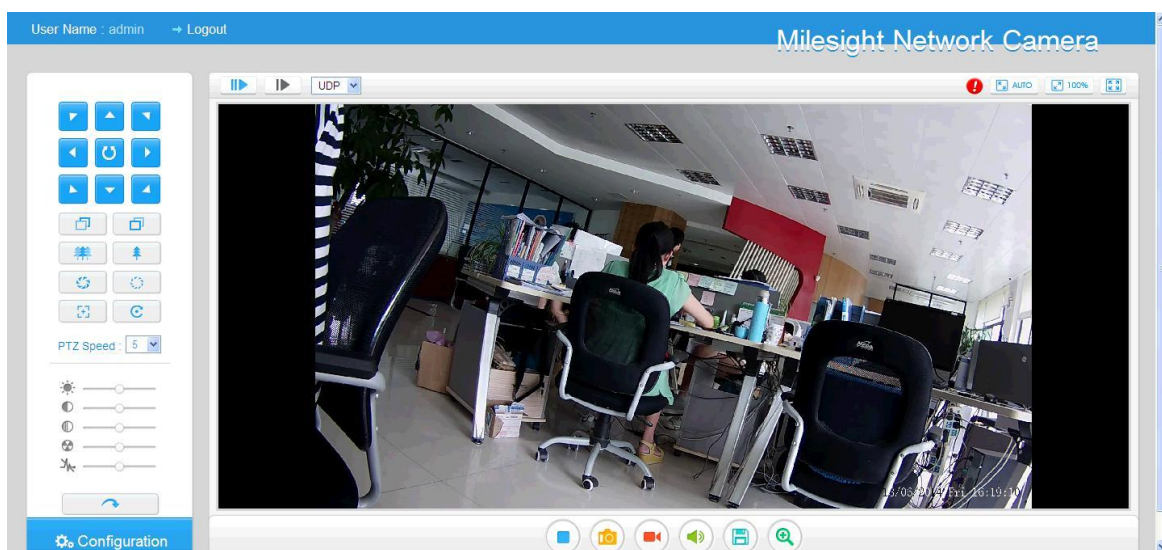 User Name : admin → Logout
Milesight Network Camera
UDP
AUTO
100%
PTZ Speed : 5
Configuration